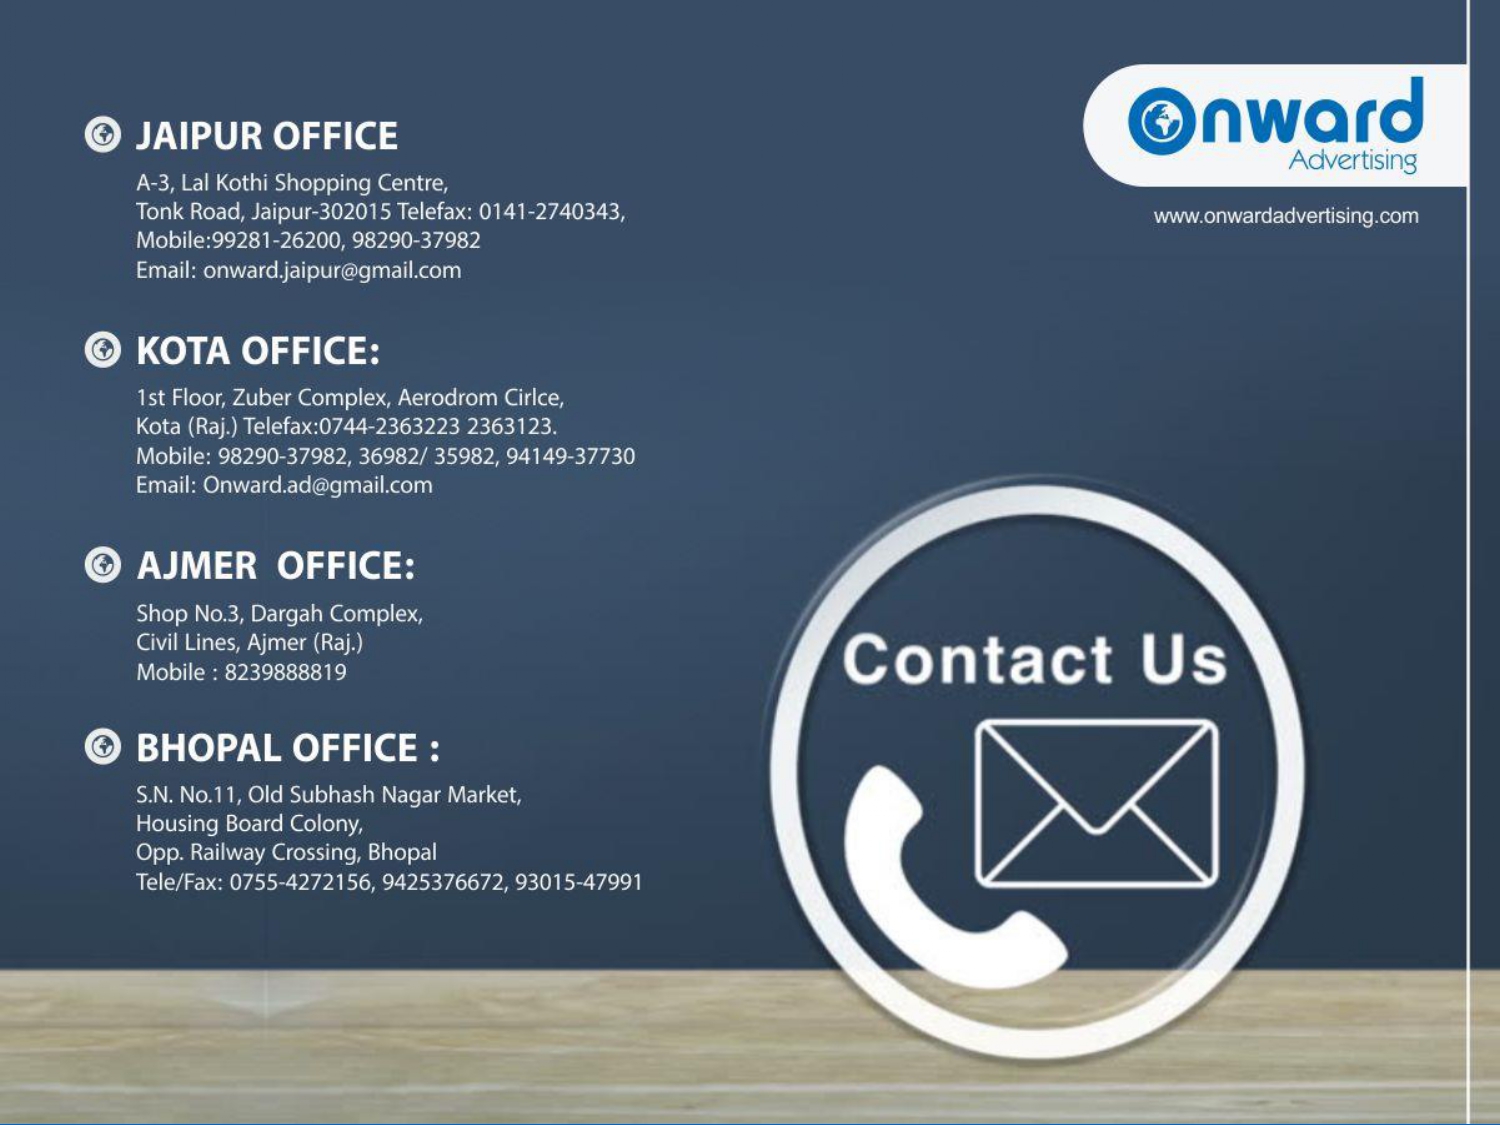 JAIPUR OFFICE
A-3, Lal Kothi Shopping Centre,
Tonk Road, Jaipur-302015 Telefax: 0141-2740343,
Mobile:99281-26200, 98290-37982
Email: onward.jaipur@gmail.com
KOTA OFFICE:
1st Floor, Zuber Complex, Aerodrom Cirlce,
Kota (Raj.) Telefax:0744-2363223 2363123.
Mobile: 98290-37982, 36982/ 35982, 94149-37730
Email: Onward.ad@gmail.com
AJMER OFFICE:
Shop No.3, Dargah Complex,
Civil Lines, Ajmer (Raj.)
Mobile : 8239888819
BHOPAL OFFICE :
S.N. No.11, Old Subhash Nagar Market,
Housing Board Colony,
Opp. Railway Crossing, Bhopal
Tele/Fax: 0755-4272156, 9425376672, 93015-47991
Onward
Advertising
www.onwardadvertising.com
Contact Us